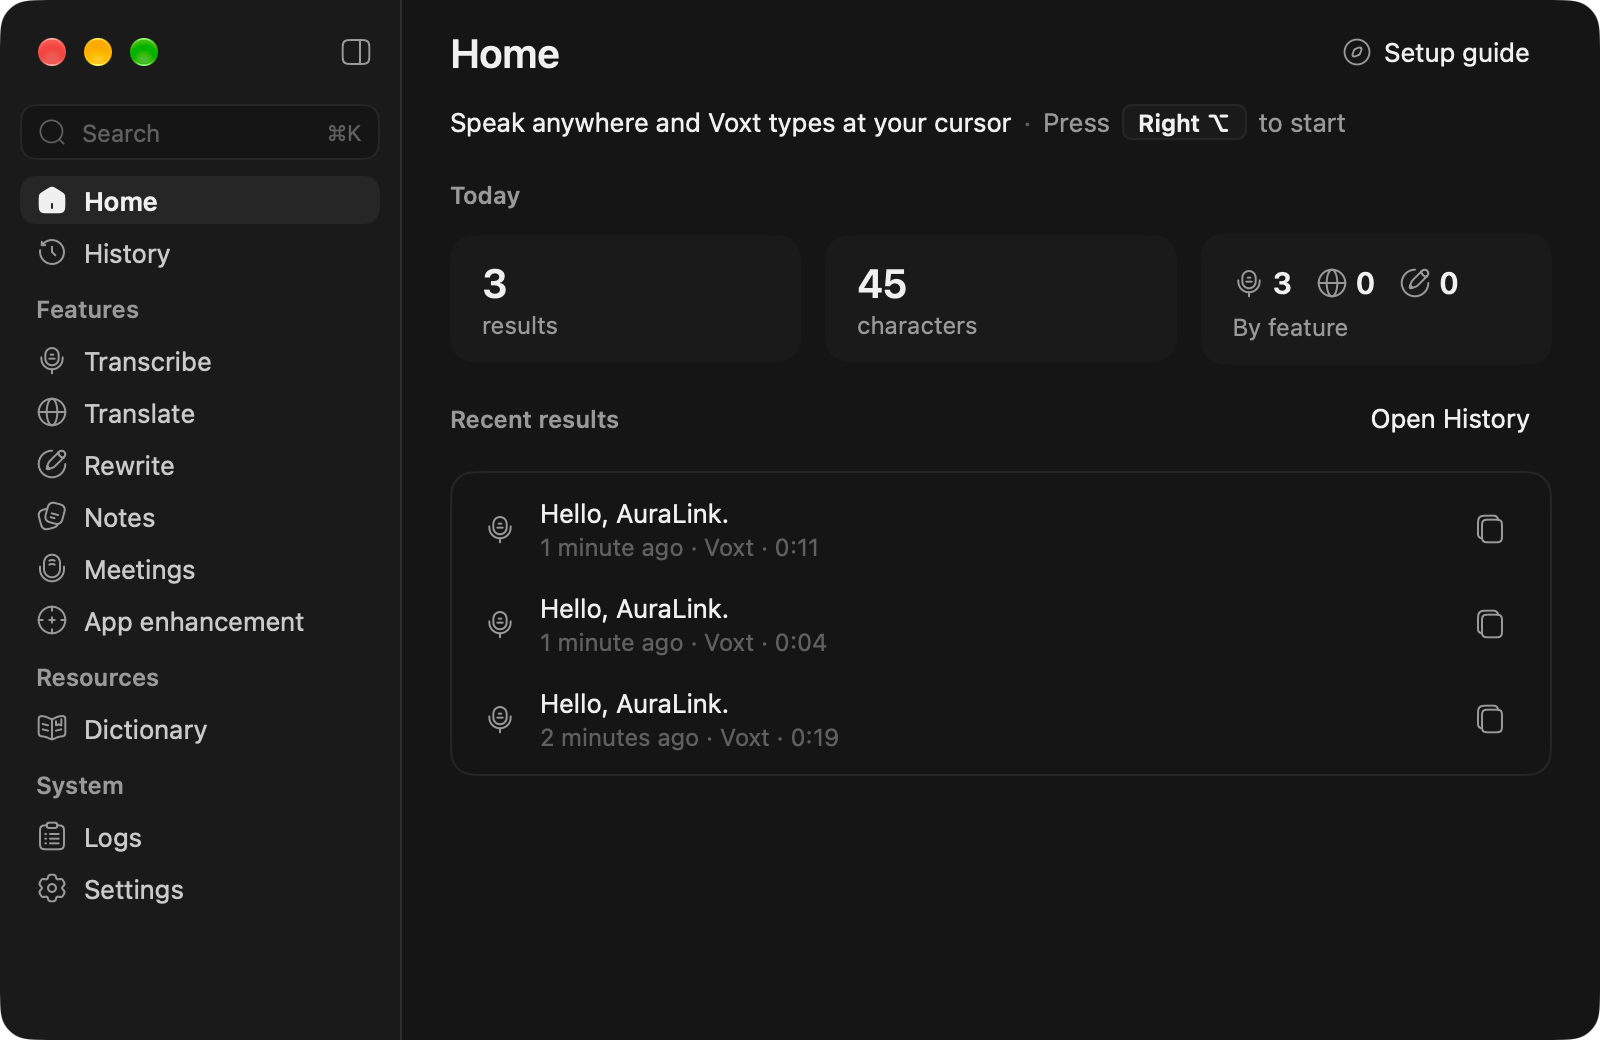 Search ⌘K
Home
History
Features
Transcribe
Translate
Rewrite
Notes
Meetings
App enhancement
Resources
Dictionary
System
Logs
Settings
Home
Setup guide
Speak anywhere and Voxt types at your cursor · Press Right ⌥ to start
Today
3
results
45
characters
3 0 0
By feature
Recent results
Open History
Hello, AuraLink.
1 minute ago · Voxt · 0:11
Hello, AuraLink.
1 minute ago · Voxt · 0:04
Hello, AuraLink.
2 minutes ago · Voxt · 0:19